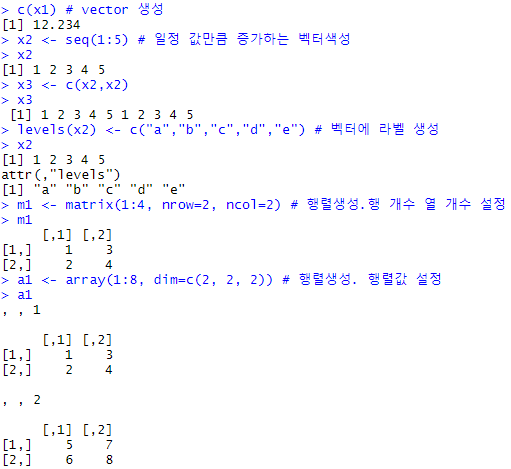 > c(x1) # vector 생성
[1] 12.234
> x2 <- seq(1:5) # 일정 값만큼 증가하는 벡터색성
> x2
[1] 1 2 3 4 5
> x3 <- c(x2,x2)
> x3
 [1] 1 2 3 4 5 1 2 3 4 5
> levels(x2) <- c("a","b","c","d","e") # 벡터에 라벨 생성
> x2
[1] 1 2 3 4 5
attr(,"levels")
[1] "a" "b" "c" "d" "e"
> m1 <- matrix(1:4, nrow=2, ncol=2) # 행렬생성.행 개수 열 개수 설정
> m1
     [,1] [,2]
[1,]    1    3
[2,]    2    4
> a1 <- array(1:8, dim=c(2, 2, 2)) # 행렬생성. 행렬값 설정
> a1
, , 1

     [,1] [,2]
[1,]    1    3
[2,]    2    4

, , 2

     [,1] [,2]
[1,]    5    7
[2,]    6    8